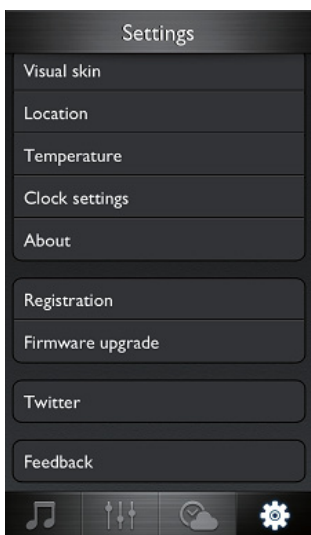 Settings
Visual skin
Location
Temperature
Clock settings
About
Registration
Firmware upgrade
Twitter
Feedback